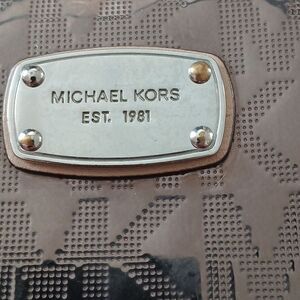 MICHAEL KORS
EST. 1981